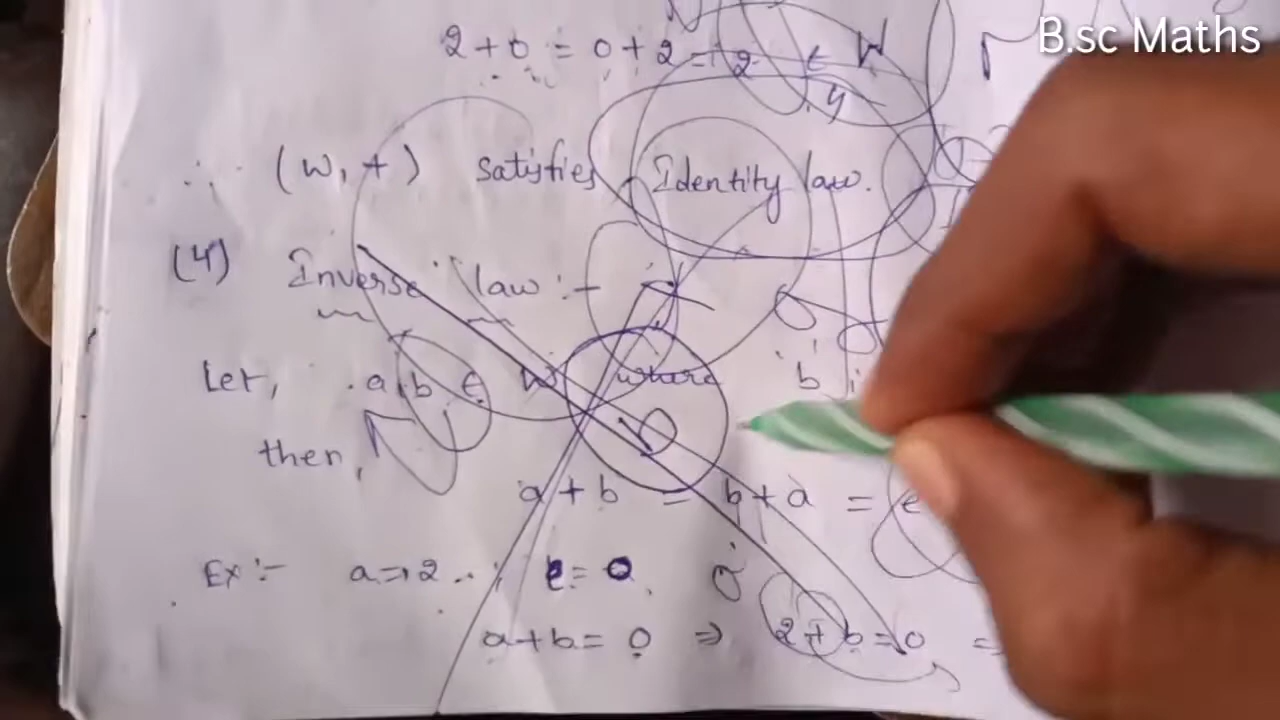 B.sc Maths
2 + 0 = 0 + 2 = 2 ∈ W
∴ (W, +) satisfies Identity law.
(4) Inverse law :-
Let, a, b ∈ W where 'b' i
then,
a + b = b + a = e
Ex :- a = 2 e = 0
a + b = 0 ⇒ 2 + b = 0 ⇒